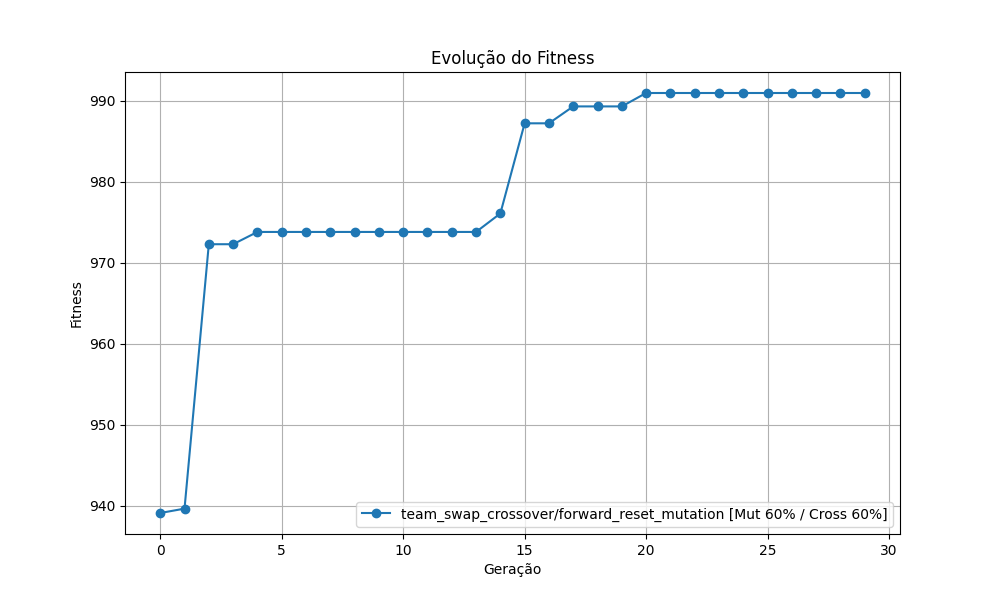 Evolução do Fitness
Fitness
990
980
970
960
950
940
0 5 10 15 20 25 30
Geração
team_swap_crossover/forward_reset_mutation [Mut 60% / Cross 60%]